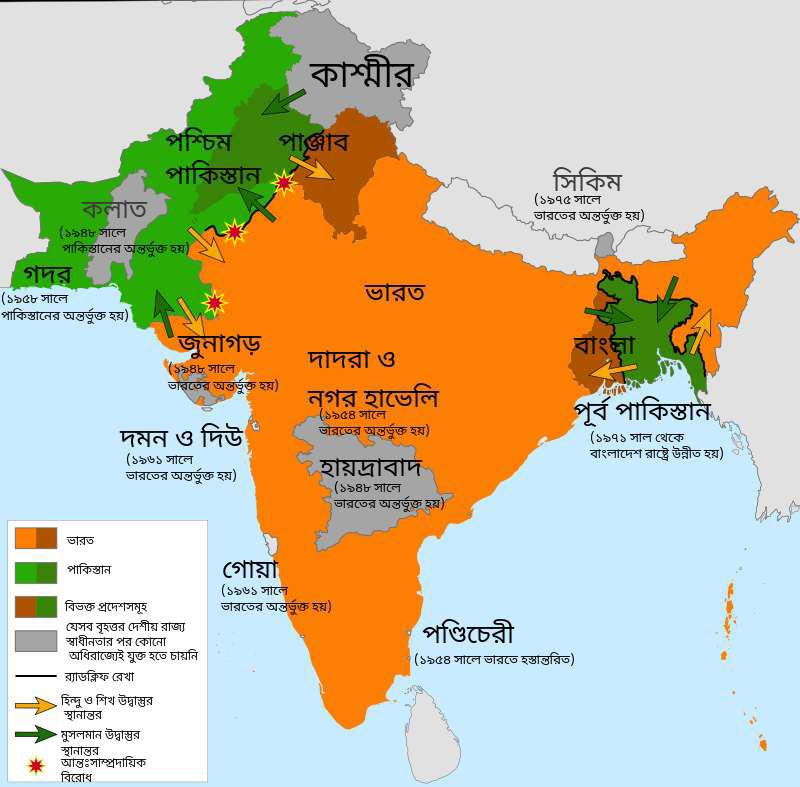 কাশ্মীর
পশ্চিম
পাকিস্তান
পাঞ্জাব
সিকিম
(১৯৭৫ সালে
ভারতের অন্তর্ভুক্ত হয়)
কলাত
(১৯৪৮ সালে
পাকিস্তানের অন্তর্ভুক্ত হয়)
গদর
(১৯৫৮ সালে
পাকিস্তানের অন্তর্ভুক্ত হয়)
ভারত
জুনাগড়
(১৯৪৮ সালে
ভারতের অন্তর্ভুক্ত হয়)
দাদরা ও
নগর হাভেলি
(১৯৫৪ সালে
ভারতের অন্তর্ভুক্ত হয়)
বাংলা
পূর্ব পাকিস্তান
(১৯৭১ সাল থেকে
বাংলাদেশ রাষ্ট্রে উন্নীত হয়)
দমন ও দিউ
(১৯৬১ সালে
ভারতের অন্তর্ভুক্ত হয়)
হায়দ্রাবাদ
(১৯৪৮ সালে
ভারতের অন্তর্ভুক্ত হয়)
গোয়া
(১৯৬১ সালে
ভারতের অন্তর্ভুক্ত হয়)
পণ্ডিচেরী
(১৯৫৪ সালে ভারতে হস্তান্তরিত)
ভারত
পাকিস্তান
বিভক্ত প্রদেশসমূহ
যেসব বৃহত্তর দেশীয় রাজ্য
স্বাধীনতার পর কোনো
অধিরাজ্যেই যুক্ত হতে চায়নি
র‍্যাডক্লিফ রেখা
হিন্দু ও শিখ উদ্বাস্তুর
স্থানান্তর
মুসলমান উদ্বাস্তুর
স্থানান্তর
আন্তঃসাম্প্রদায়িক
বিরোধ